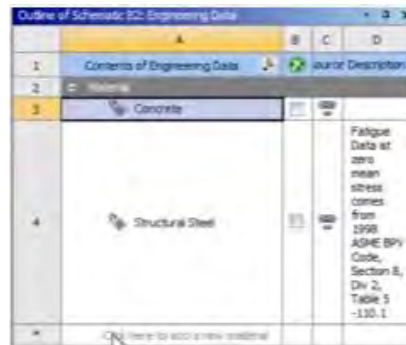 Outline of Schematic B2: Engineering Data
A B C D
1 Contents of Engineering Data ource Description
2 Material
3 Concrete
4 Structural Steel
Fatigue
Data at
zero
mean
stress
comes
from
1998
ASME BPV
Code,
Section 8,
Div 2,
Table 5
-110.1
* Click here to add a new material